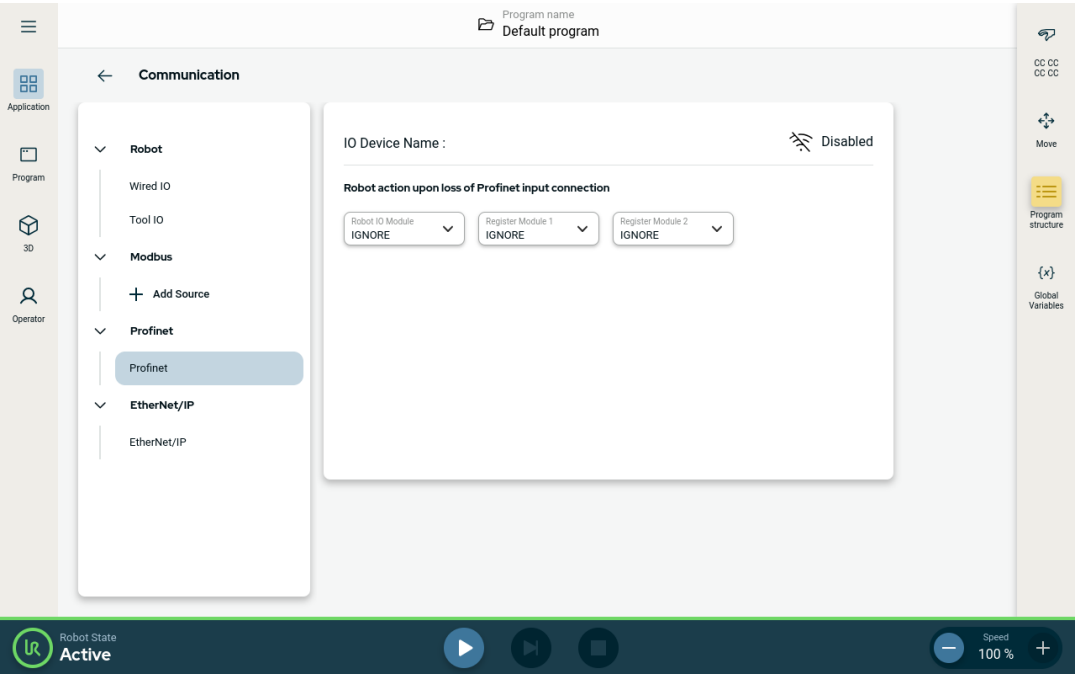 Program name
Default program
Application
Program
3D
Operator
Communication
Robot
Wired IO
Tool IO
Modbus
Add Source
Profinet
Profinet
EtherNet/IP
EtherNet/IP
IO Device Name :
Disabled
Robot action upon loss of Profinet input connection
Robot IO Module
IGNORE
Register Module 1
IGNORE
Register Module 2
IGNORE
CC CC
CC CC
Move
Program
structure
{x}
Global
Variables
UR
Robot State
Active
Speed
100 %